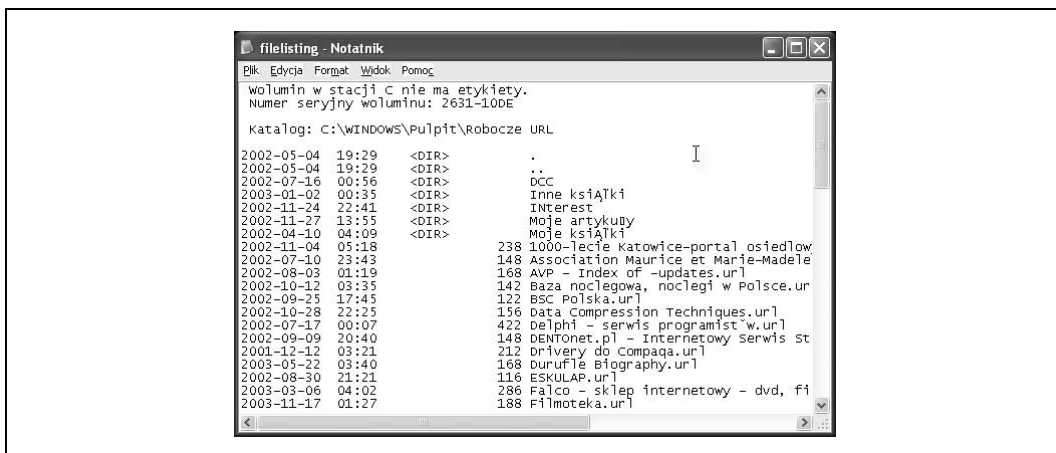 filelisting - Notatnik
Plik Edycja Format Widok Pomoc
Wolumin w stacji C nie ma etykiety.
Numer seryjny woluminu: 2631-10DE
Katalog: C:\WINDOWS\Pulpit\Robocze URL
2002-05-04 19:29 <DIR> .
2002-05-04 19:29 <DIR> ..
2002-07-16 00:56 <DIR> DCC
2003-01-02 00:35 <DIR> Inne ksiĄľki
2002-11-24 22:41 <DIR> INterest
2002-11-27 13:55 <DIR> Moje artyku▯y
2002-04-10 04:09 <DIR> Moje ksiĄľki
2002-11-04 05:18 238 1000-lecie Katowice-portal osiedlow
2002-07-10 23:43 148 Association Maurice et Marie-Madele
2002-08-03 01:19 168 AVP - Index of -updates.url
2002-10-12 03:35 142 Baza noclegowa, noclegi w Polsce.ur
2002-09-25 17:45 122 BSC Polska.url
2002-10-28 22:25 156 Data Compression Techniques.url
2002-07-17 00:07 422 Delphi - serwis programist˘w.url
2002-09-09 20:40 148 DENTOnet.pl - Internetowy Serwis St
2001-12-12 03:21 212 Drivery do Compaqa.url
2003-05-22 03:40 168 Durufle Biography.url
2002-08-30 21:21 116 ESKULAP.url
2003-03-06 04:02 286 Falco - sklep internetowy - dvd, fi
2003-11-17 01:27 188 Filmoteka.url